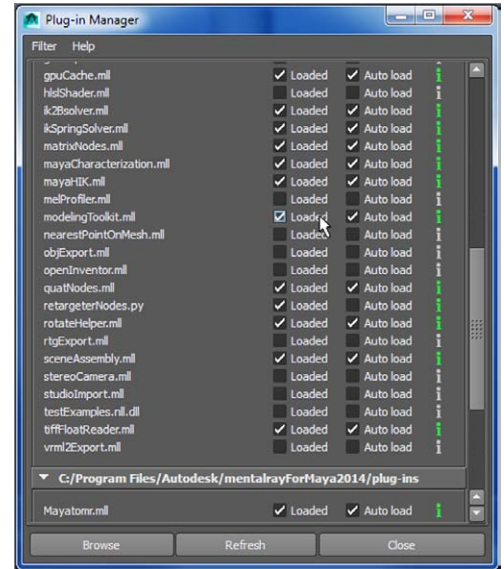 Plug-in Manager
Filter Help
gpuCache.mll Loaded Auto load i
hlslShader.mll Loaded Auto load i
ik2Bsolver.mll Loaded Auto load i
ikSpringSolver.mll Loaded Auto load i
matrixNodes.mll Loaded Auto load i
mayaCharacterization.mll Loaded Auto load i
mayaHIK.mll Loaded Auto load i
melProfiler.mll Loaded Auto load i
modelingToolkit.mll Loaded Auto load i
nearestPointOnMesh.mll Loaded Auto load i
objExport.mll Loaded Auto load i
openInventor.mll Loaded Auto load i
quatNodes.mll Loaded Auto load i
retargeterNodes.py Loaded Auto load i
rotateHelper.mll Loaded Auto load i
rtgExport.mll Loaded Auto load i
sceneAssembly.mll Loaded Auto load i
stereoCamera.mll Loaded Auto load i
studioImport.mll Loaded Auto load i
testExamples.nll.dll Loaded Auto load i
tiffFloatReader.mll Loaded Auto load i
vrml2Export.mll Loaded Auto load i
C:/Program Files/Autodesk/mentalrayForMaya2014/plug-ins
Mayatomr.mll Loaded Auto load i
Browse Refresh Close